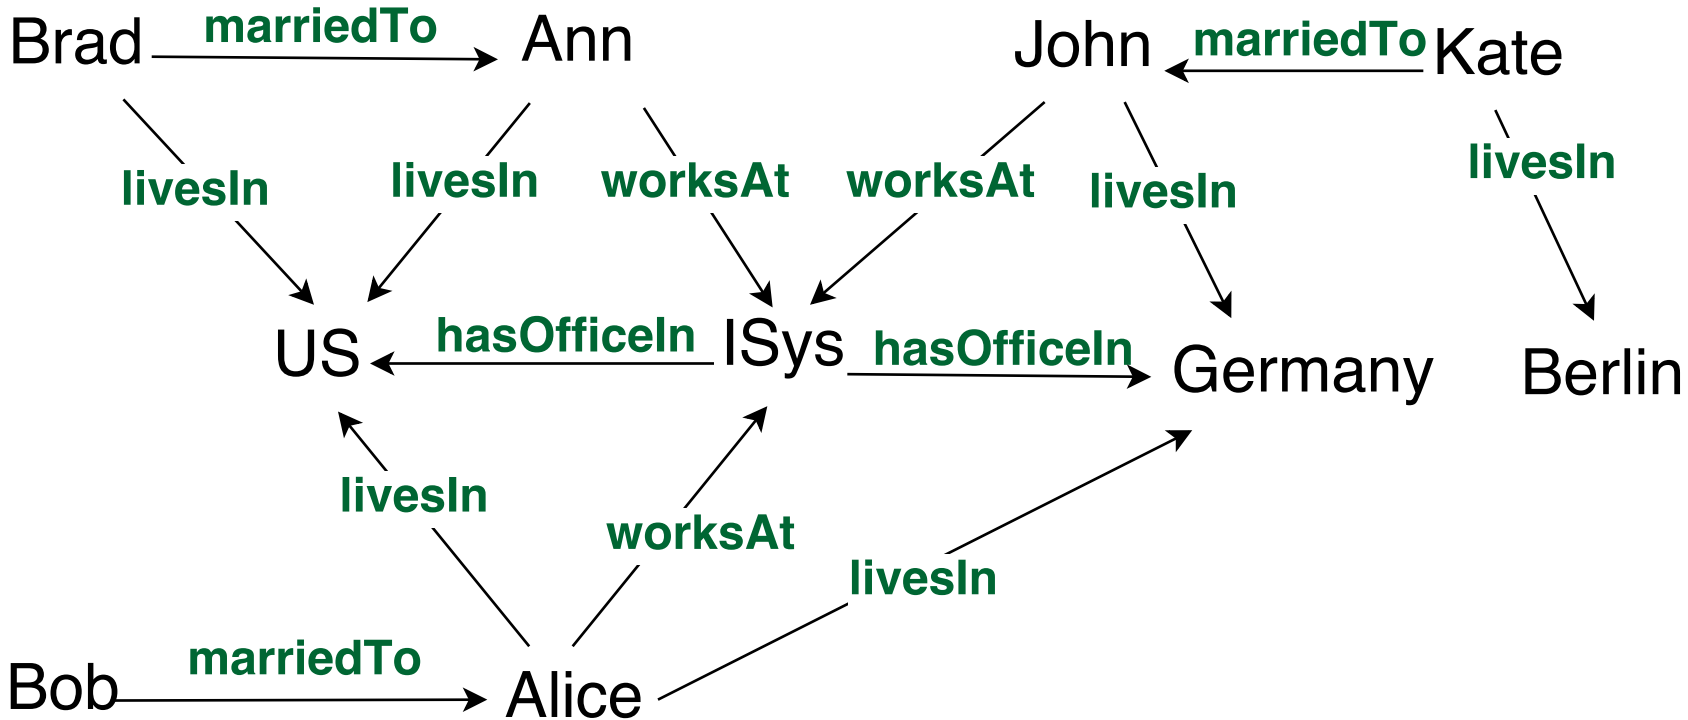 Brad marriedTo Ann John marriedTo Kate
livesIn livesIn worksAt worksAt livesIn livesIn
US hasOfficeIn ISys hasOfficeIn Germany Berlin
livesIn worksAt
livesIn
Bob marriedTo Alice